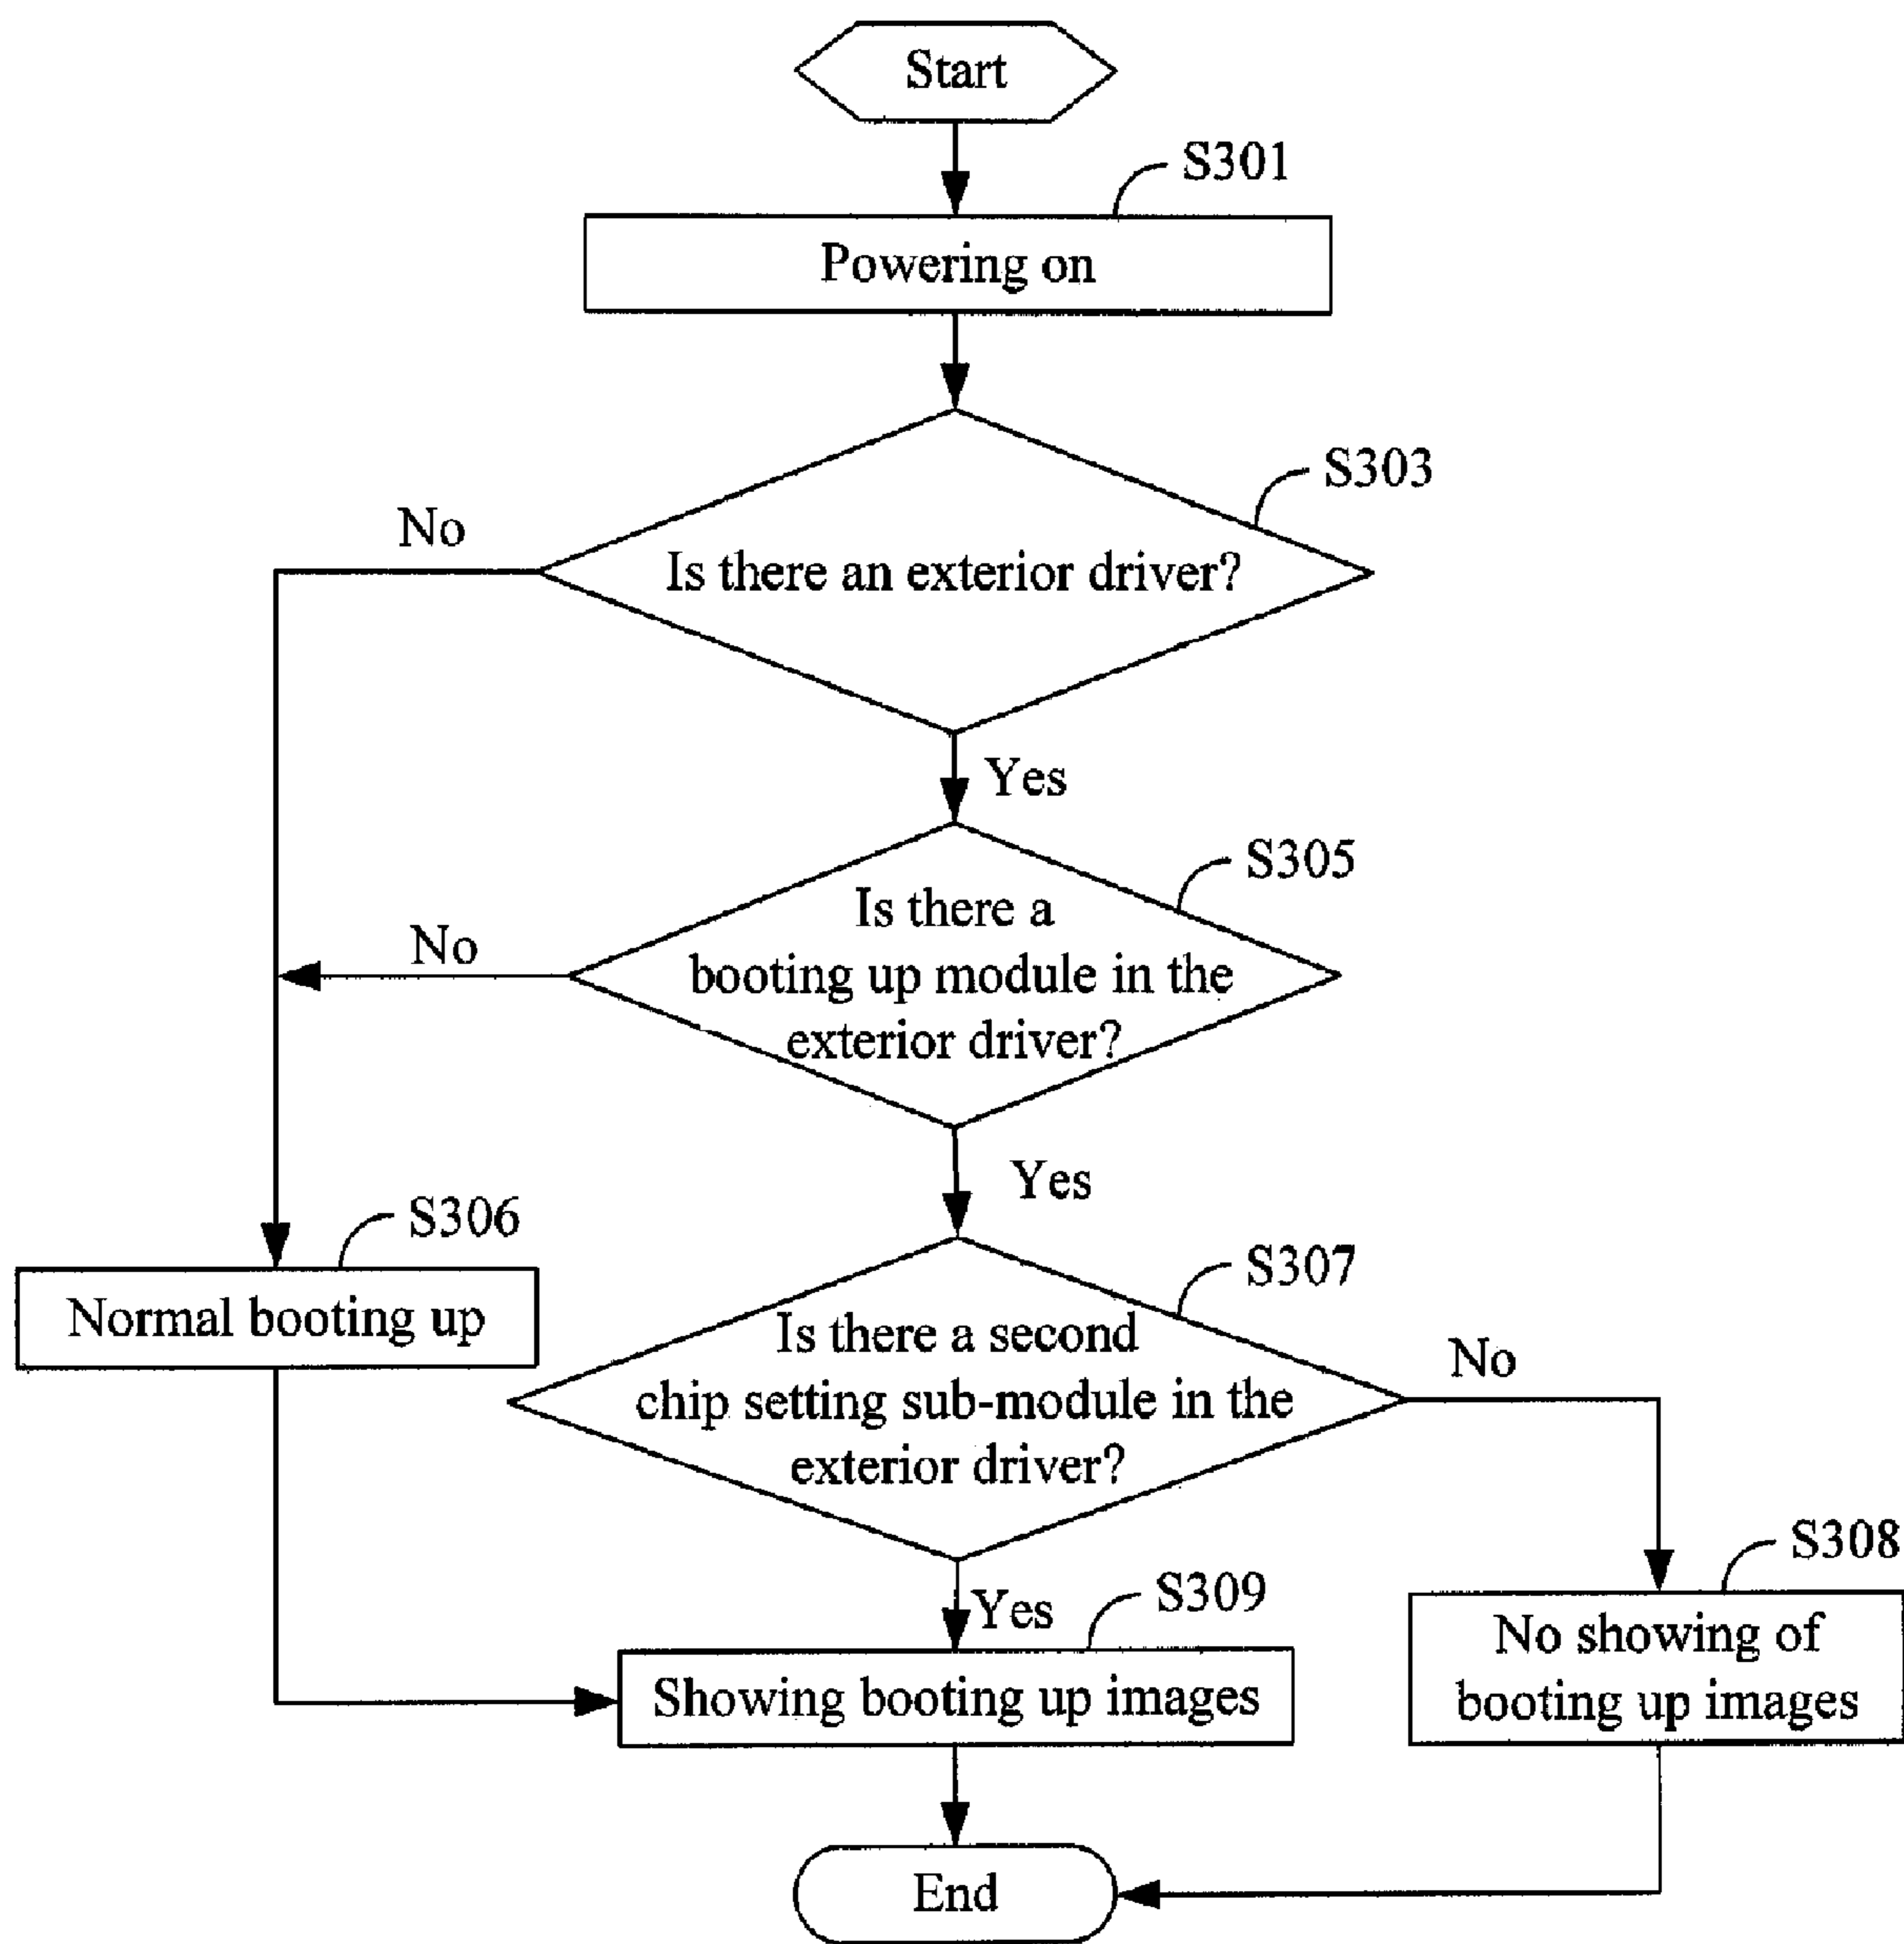 Start
S301
Powering on
S303
No
Is there an exterior driver?
Yes
S305
Is there a
No
booting up module in the
exterior driver?
Yes
S306
S307
Normal booting up
Is there a second
No
chip setting sub-module in the
exterior driver?
S308
Yes
S309
No showing of
booting up images
Showing booting up images
End